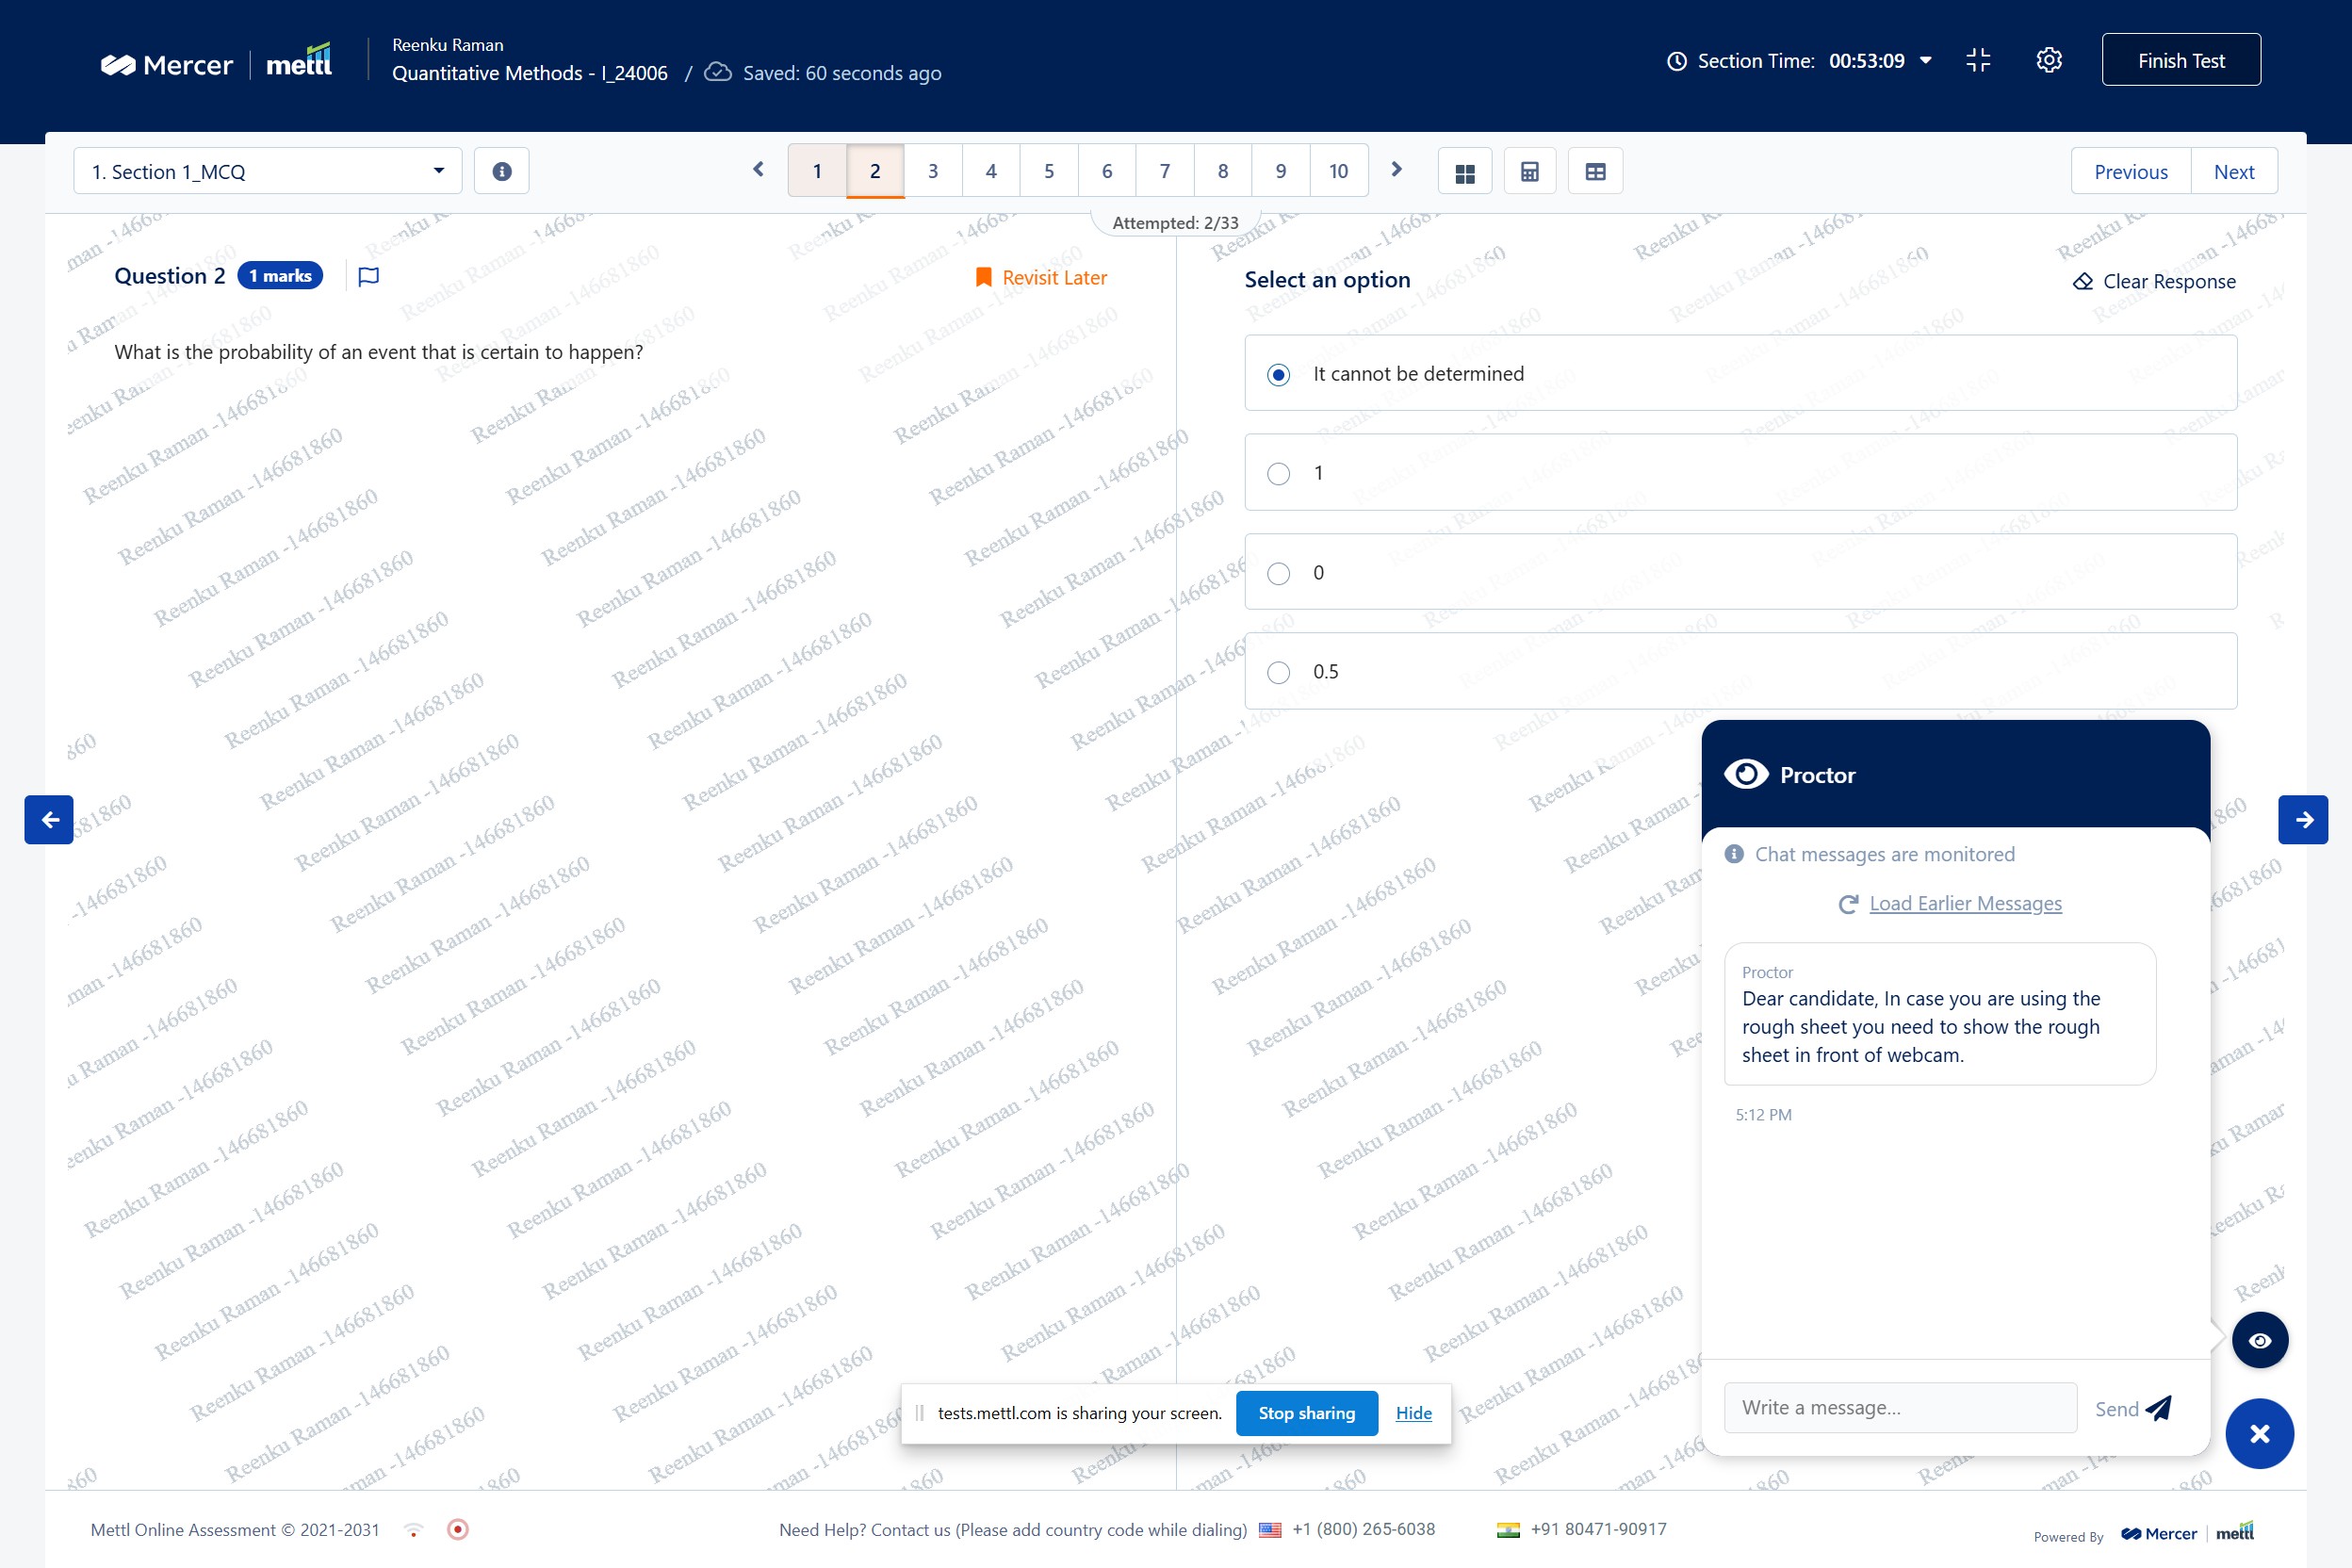 Mercer mettl
Reenku Raman
Quantitative Methods - I_24006 / Saved: 60 seconds ago
Section Time: 00:53:09
Finish Test
1. Section 1_MCQ
1 2 3 4 5 6 7 8 9 10
Previous Next
Attempted: 2/33
Question 2 1 marks
Revisit Later
What is the probability of an event that is certain to happen?
Select an option
Clear Response
It cannot be determined
1
0
0.5
Reenku Raman -146681860
Proctor
Chat messages are monitored
Load Earlier Messages
Proctor
Dear candidate, In case you are using the
rough sheet you need to show the rough
sheet in front of webcam.
5:12 PM
Write a message...
Send
tests.mettl.com is sharing your screen. Stop sharing Hide
Mettl Online Assessment © 2021-2031
Need Help? Contact us (Please add country code while dialing) +1 (800) 265-6038 +91 80471-90917
Powered By Mercer mettl